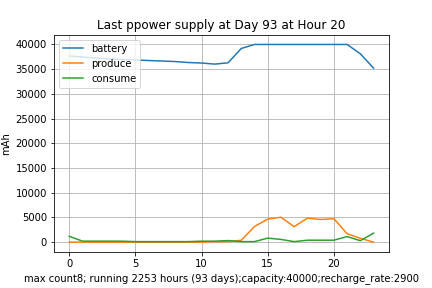 Last ppower supply at Day 93 at Hour 20
40000
35000
30000
25000
20000
15000
10000
5000
0
mAh
battery
produce
consume
0 5 10 15 20
max count8; running 2253 hours (93 days);capacity:40000;recharge_rate:2900